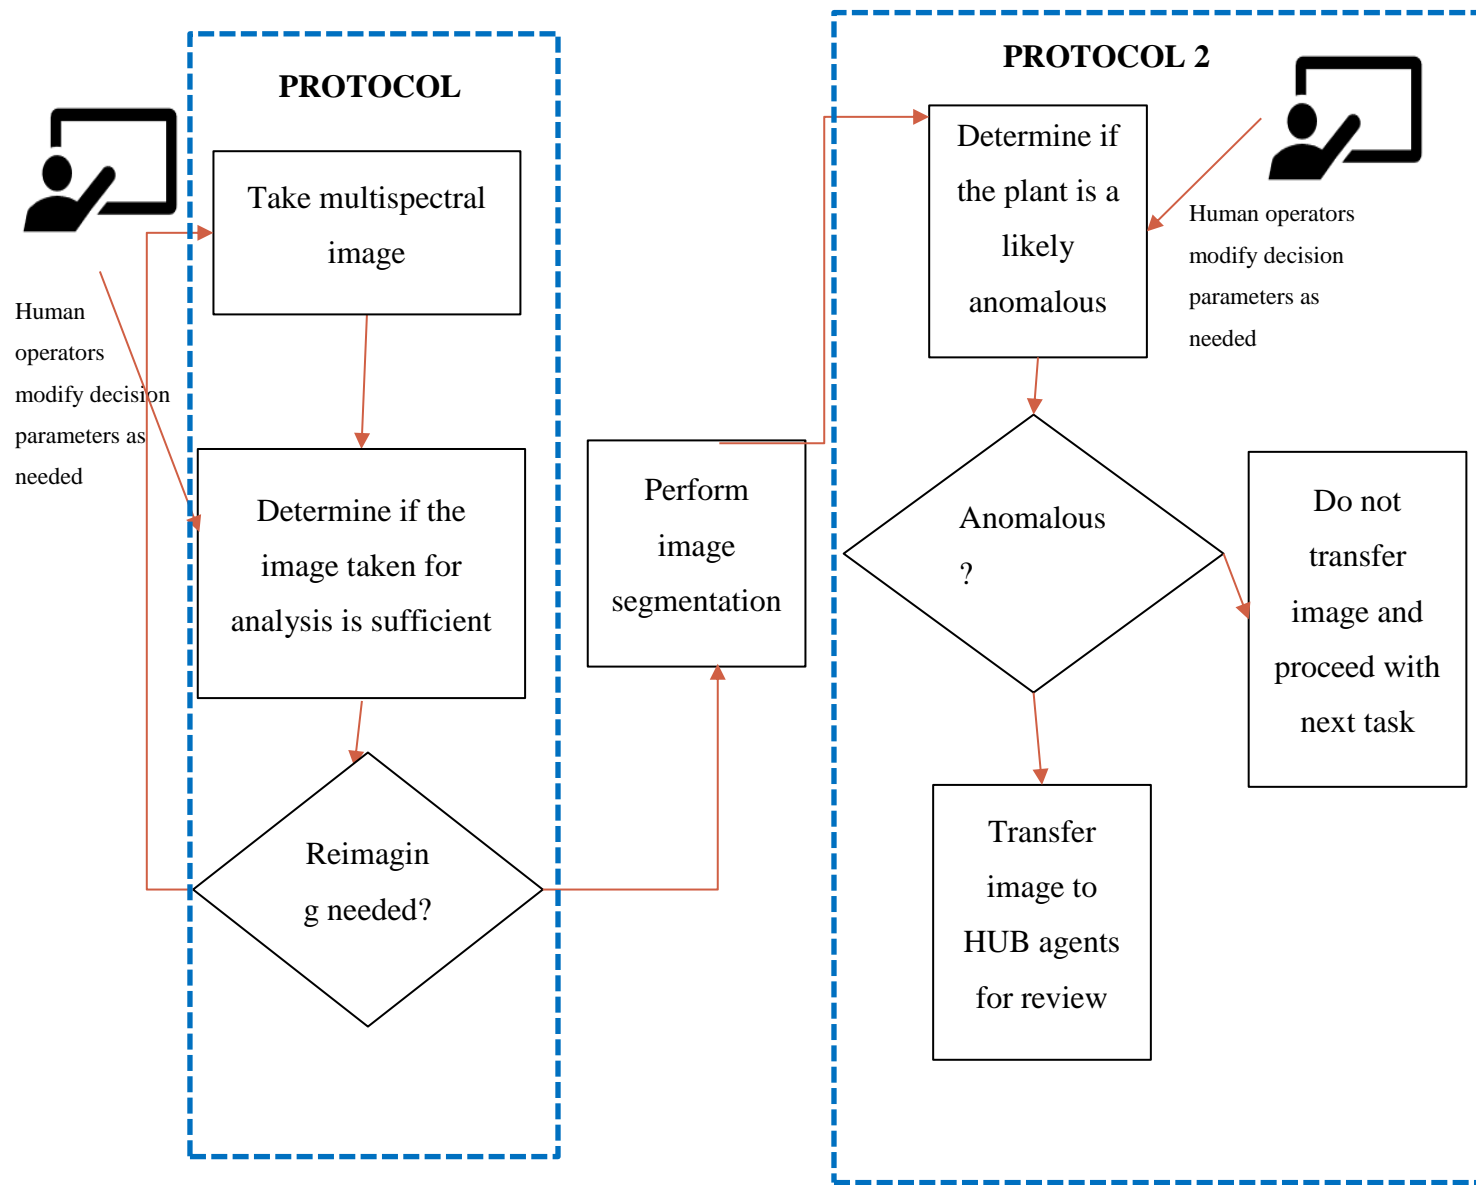 PROTOCOL
Take multispectral
image
Human
operators
modify decision
parameters as
needed
Determine if the
image taken for
analysis is sufficient
Reimagin
g needed?
Perform
image
segmentation
PROTOCOL 2
Determine if
the plant is a
likely
anomalous
Human operators
modify decision
parameters as
needed
Anomalous
?
Do not
transfer
image and
proceed with
next task
Transfer
image to
HUB agents
for review